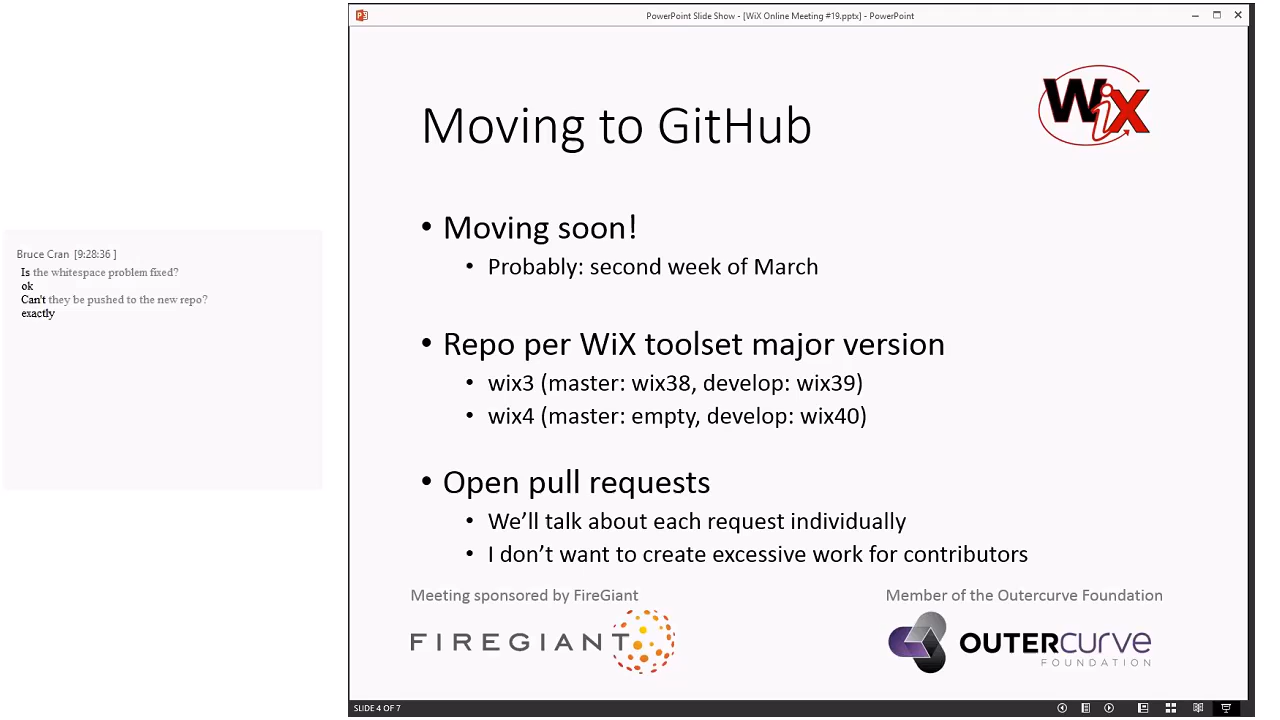 PowerPoint Slide Show - [WiX Online Meeting #19.pptx] - PowerPoint
WiX
Moving to GitHub
• Moving soon!
• Probably: second week of March
• Repo per WiX toolset major version
• wix3 (master: wix38, develop: wix39)
• wix4 (master: empty, develop: wix40)
• Open pull requests
• We’ll talk about each request individually
• I don’t want to create excessive work for contributors
Meeting sponsored by FireGiant
FIREGIANT
Member of the Outercurve Foundation
OUTERCURVE
FOUNDATION
SLIDE 4 OF 7
Bruce Cran [9:28:36 ]
Is the whitespace problem fixed?
ok
Can't they be pushed to the new repo?
exactly